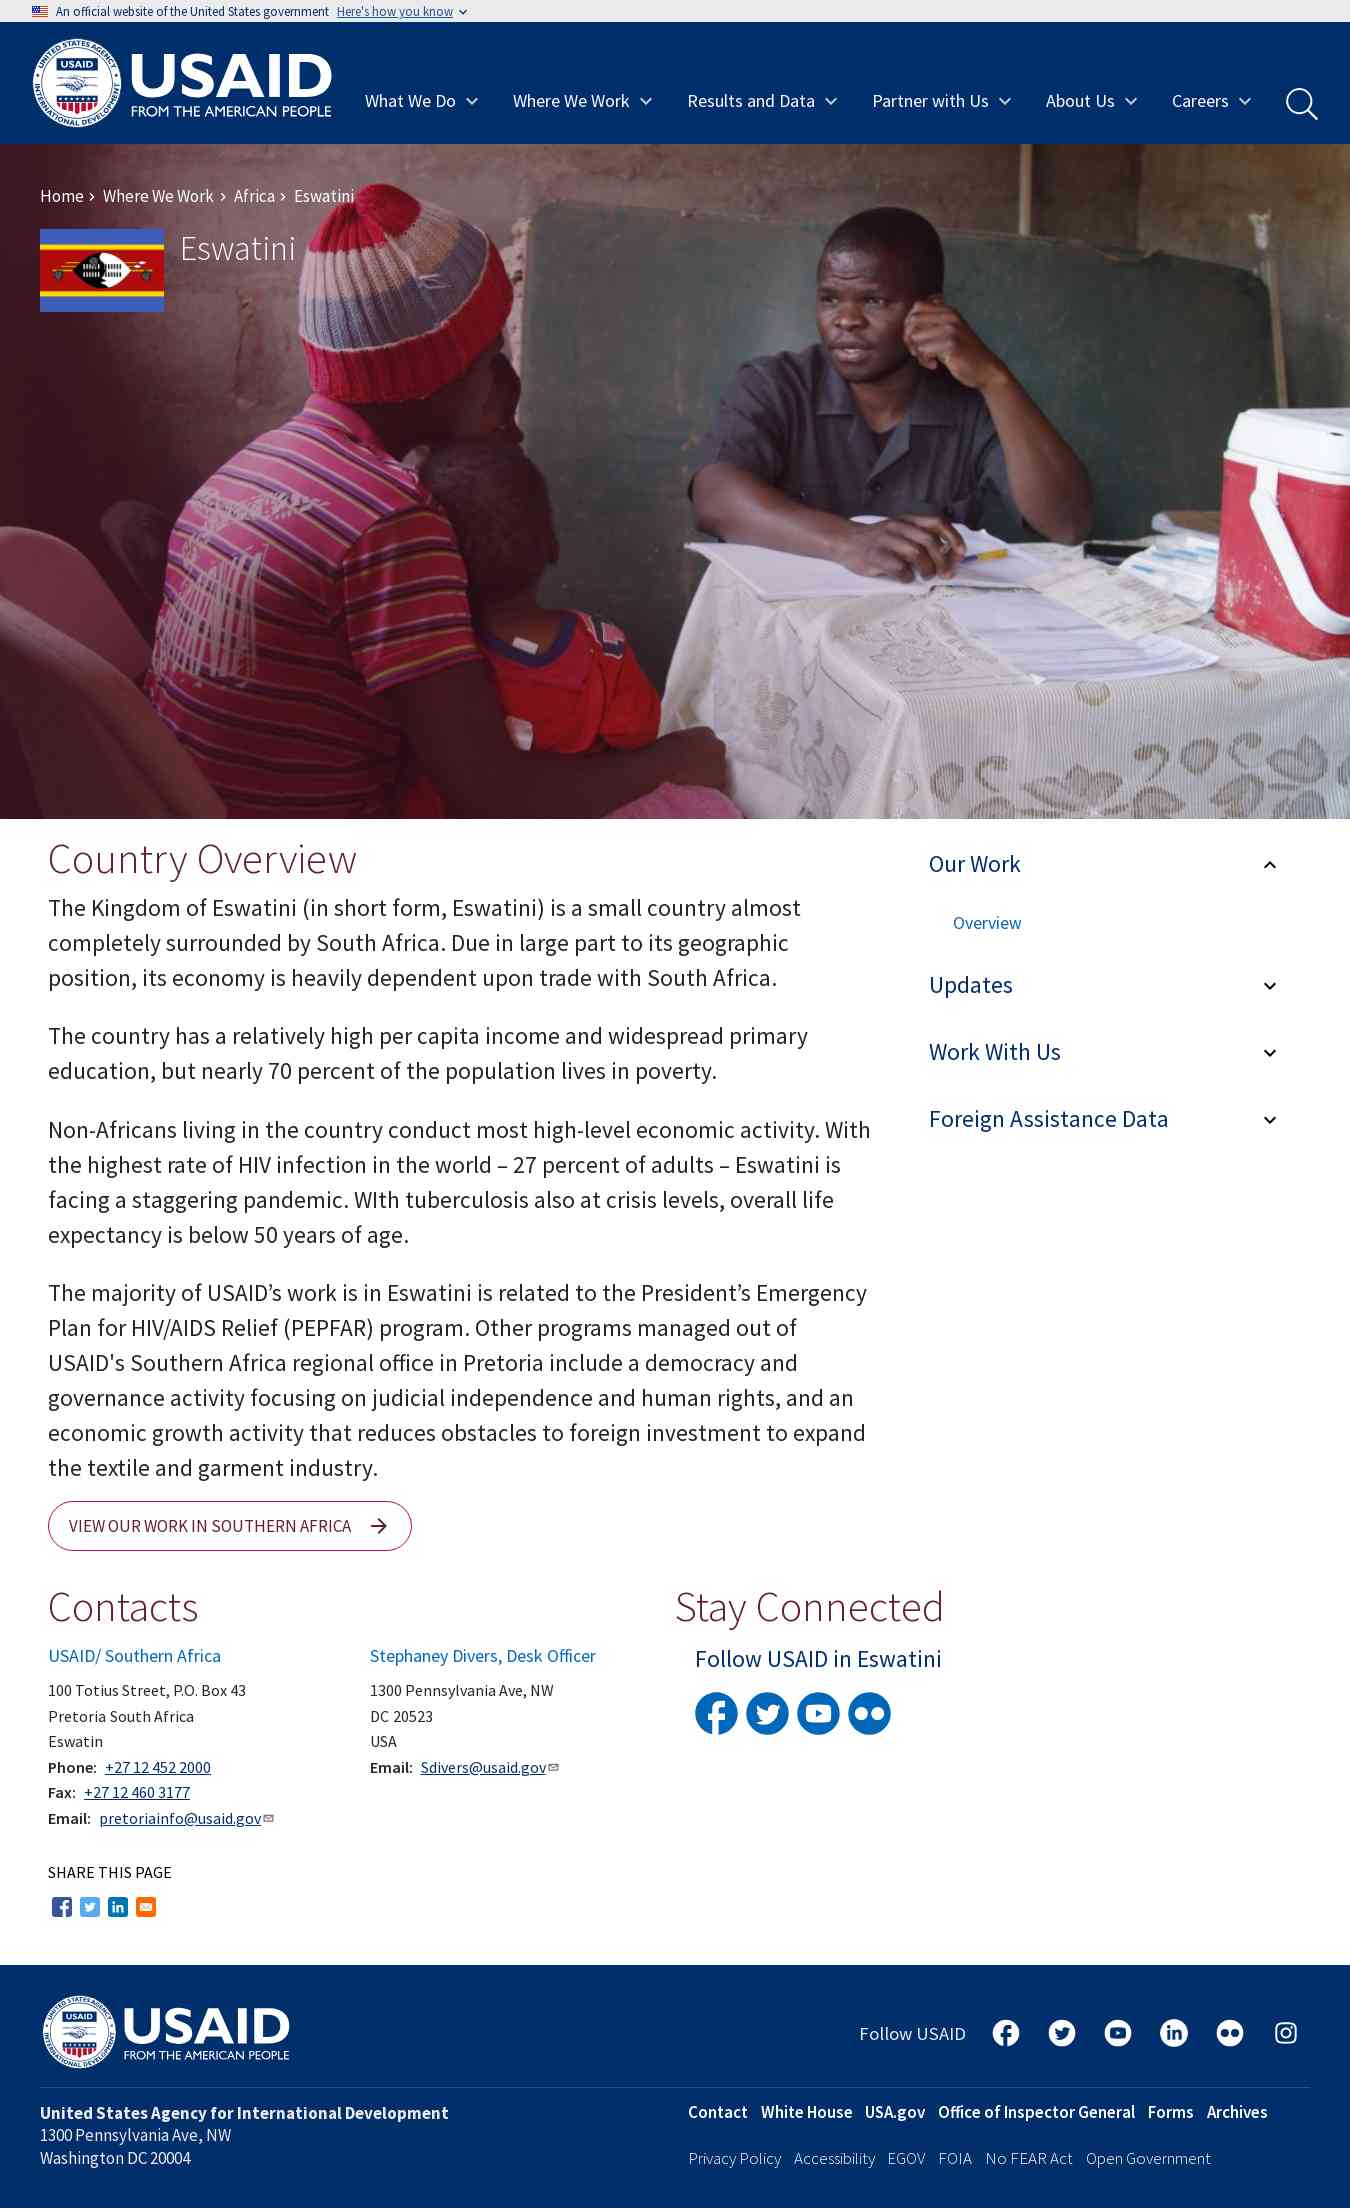 An official website of the United States government Here's how you know
UNITED STATES AGENCY
USAID
INTERNATIONAL DEVELOPMENT
USAID
FROM THE AMERICAN PEOPLE
What We Do Where We Work Results and Data Partner with Us About Us Careers
Home Where We Work Africa Eswatini
Eswatini
Country Overview
The Kingdom of Eswatini (in short form, Eswatini) is a small country almost
completely surrounded by South Africa. Due in large part to its geographic
position, its economy is heavily dependent upon trade with South Africa.
The country has a relatively high per capita income and widespread primary
education, but nearly 70 percent of the population lives in poverty.
Non-Africans living in the country conduct most high-level economic activity. With
the highest rate of HIV infection in the world – 27 percent of adults – Eswatini is
facing a staggering pandemic. WIth tuberculosis also at crisis levels, overall life
expectancy is below 50 years of age.
The majority of USAID’s work is in Eswatini is related to the President’s Emergency
Plan for HIV/AIDS Relief (PEPFAR) program. Other programs managed out of
USAID's Southern Africa regional office in Pretoria include a democracy and
governance activity focusing on judicial independence and human rights, and an
economic growth activity that reduces obstacles to foreign investment to expand
the textile and garment industry.
VIEW OUR WORK IN SOUTHERN AFRICA
Our Work
Overview
Updates
Work With Us
Foreign Assistance Data
Contacts
USAID/ Southern Africa
100 Totius Street, P.O. Box 43
Pretoria South Africa
Eswatin
Phone: +27 12 452 2000
Fax: +27 12 460 3177
Email: pretoriainfo@usaid.gov
Stephaney Divers, Desk Officer
1300 Pennsylvania Ave, NW
DC 20523
USA
Email: Sdivers@usaid.gov
Stay Connected
Follow USAID in Eswatini
SHARE THIS PAGE
UNITED STATES AGENCY
USAID
INTERNATIONAL DEVELOPMENT
USAID
FROM THE AMERICAN PEOPLE
Follow USAID
United States Agency for International Development
1300 Pennsylvania Ave, NW
Washington DC 20004
Contact White House USA.gov Office of Inspector General Forms Archives
Privacy Policy Accessibility EGOV FOIA No FEAR Act Open Government